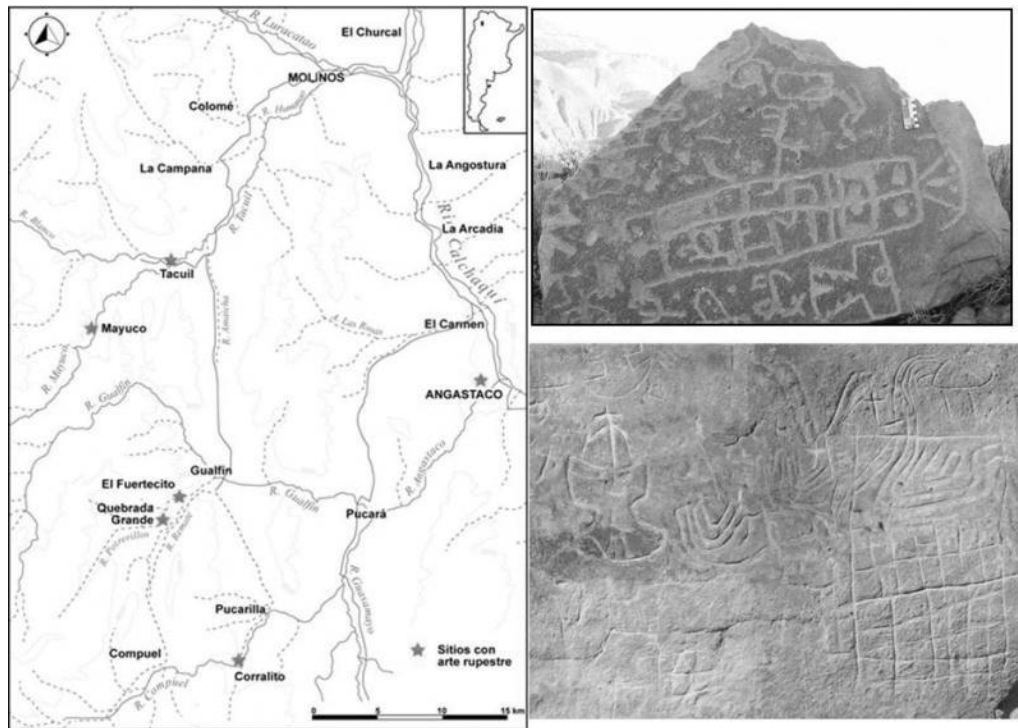 R. Luracatao
El Churcal
MOLINOS
Colomé
La Campana
R. Tacuil
La Angostura
R. Blanco
La Arcadia
Río Calchaquí
Tacuil
R. Amaicha
A. Las Rosas
El Carmen
Mayuco
R. Mayuco
R. Gualfín
ANGASTACO
R. Angastaco
Gualfín
El Fuertecito
R. Gualfín
Quebrada
Grande
Pucará
R. Potrerillos
R. Guasamayo
Pucarilla
Compuel
Sitios con
arte rupestre
Corralito
R. Compuel
0 5 10 15 km